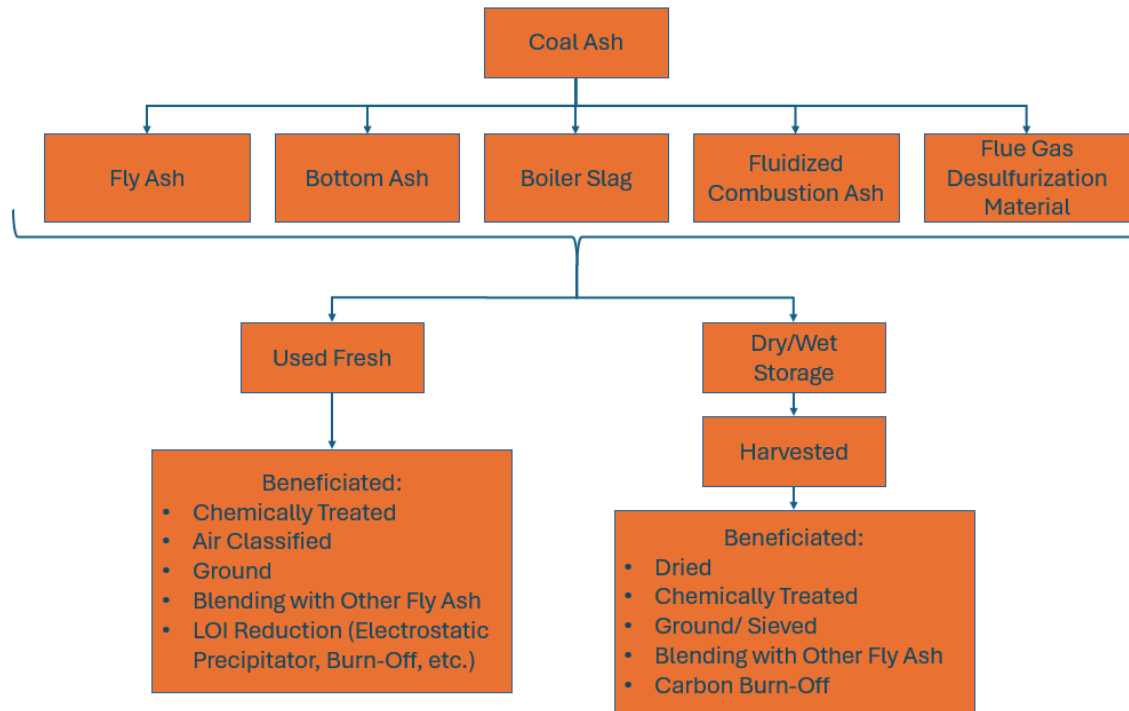 Coal Ash
Fly Ash
Bottom Ash
Boiler Slag
Fluidized
Combustion Ash
Flue Gas
Desulfurization
Material
Used Fresh
Dry/Wet
Storage
Harvested
Beneficiated:
• Chemically Treated
• Air Classified
• Ground
• Blending with Other Fly Ash
• LOI Reduction (Electrostatic
Precipitator, Burn-Off, etc.)
Beneficiated:
• Dried
• Chemically Treated
• Ground/ Sieved
• Blending with Other Fly Ash
• Carbon Burn-Off